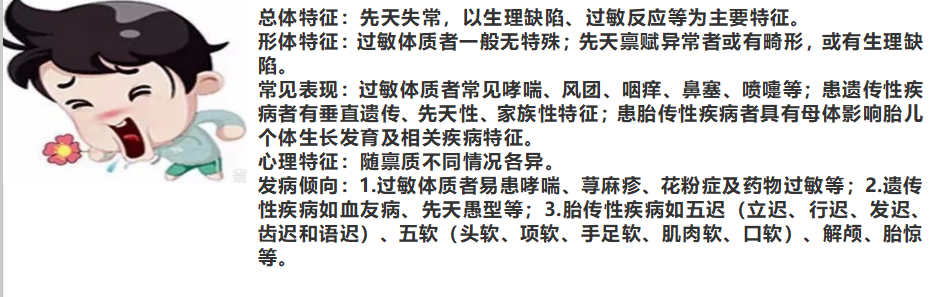 总体特征：先天失常，以生理缺陷、过敏反应等为主要特征。
形体特征：过敏体质者一般无特殊；先天禀赋异常者或有畸形，或有生理缺
陷。
常见表现：过敏体质者常见哮喘、风团、咽痒、鼻塞、喷嚏等；患遗传性疾
病者有垂直遗传、先天性、家族性特征；患胎传性疾病者具有母体影响胎儿
个体生长发育及相关疾病特征。
心理特征：随禀质不同情况各异。
发病倾向：1.过敏体质者易患哮喘、荨麻疹、花粉症及药物过敏等；2.遗传
性疾病如血友病、先天愚型等；3.胎传性疾病如五迟（立迟、行迟、发迟、
齿迟和语迟）、五软（头软、项软、手足软、肌肉软、口软）、解颅、胎惊
等。